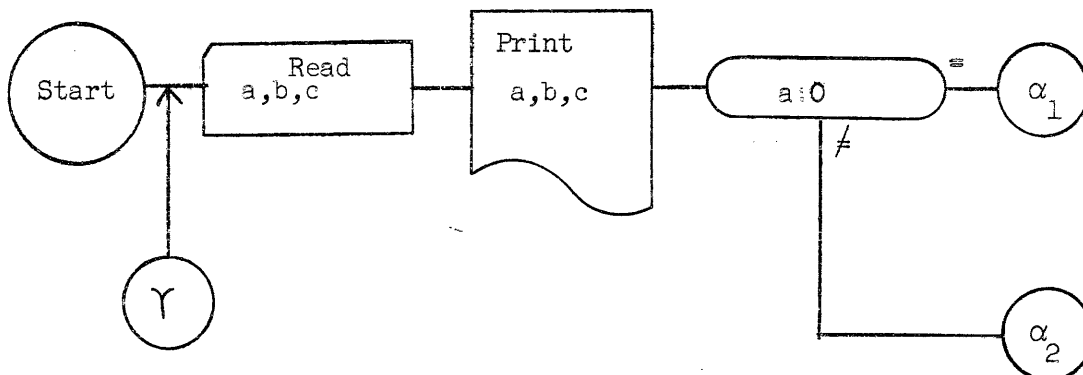 Start
Read
a,b,c
Print
a,b,c
a:0
=
≠
α1
γ
α2